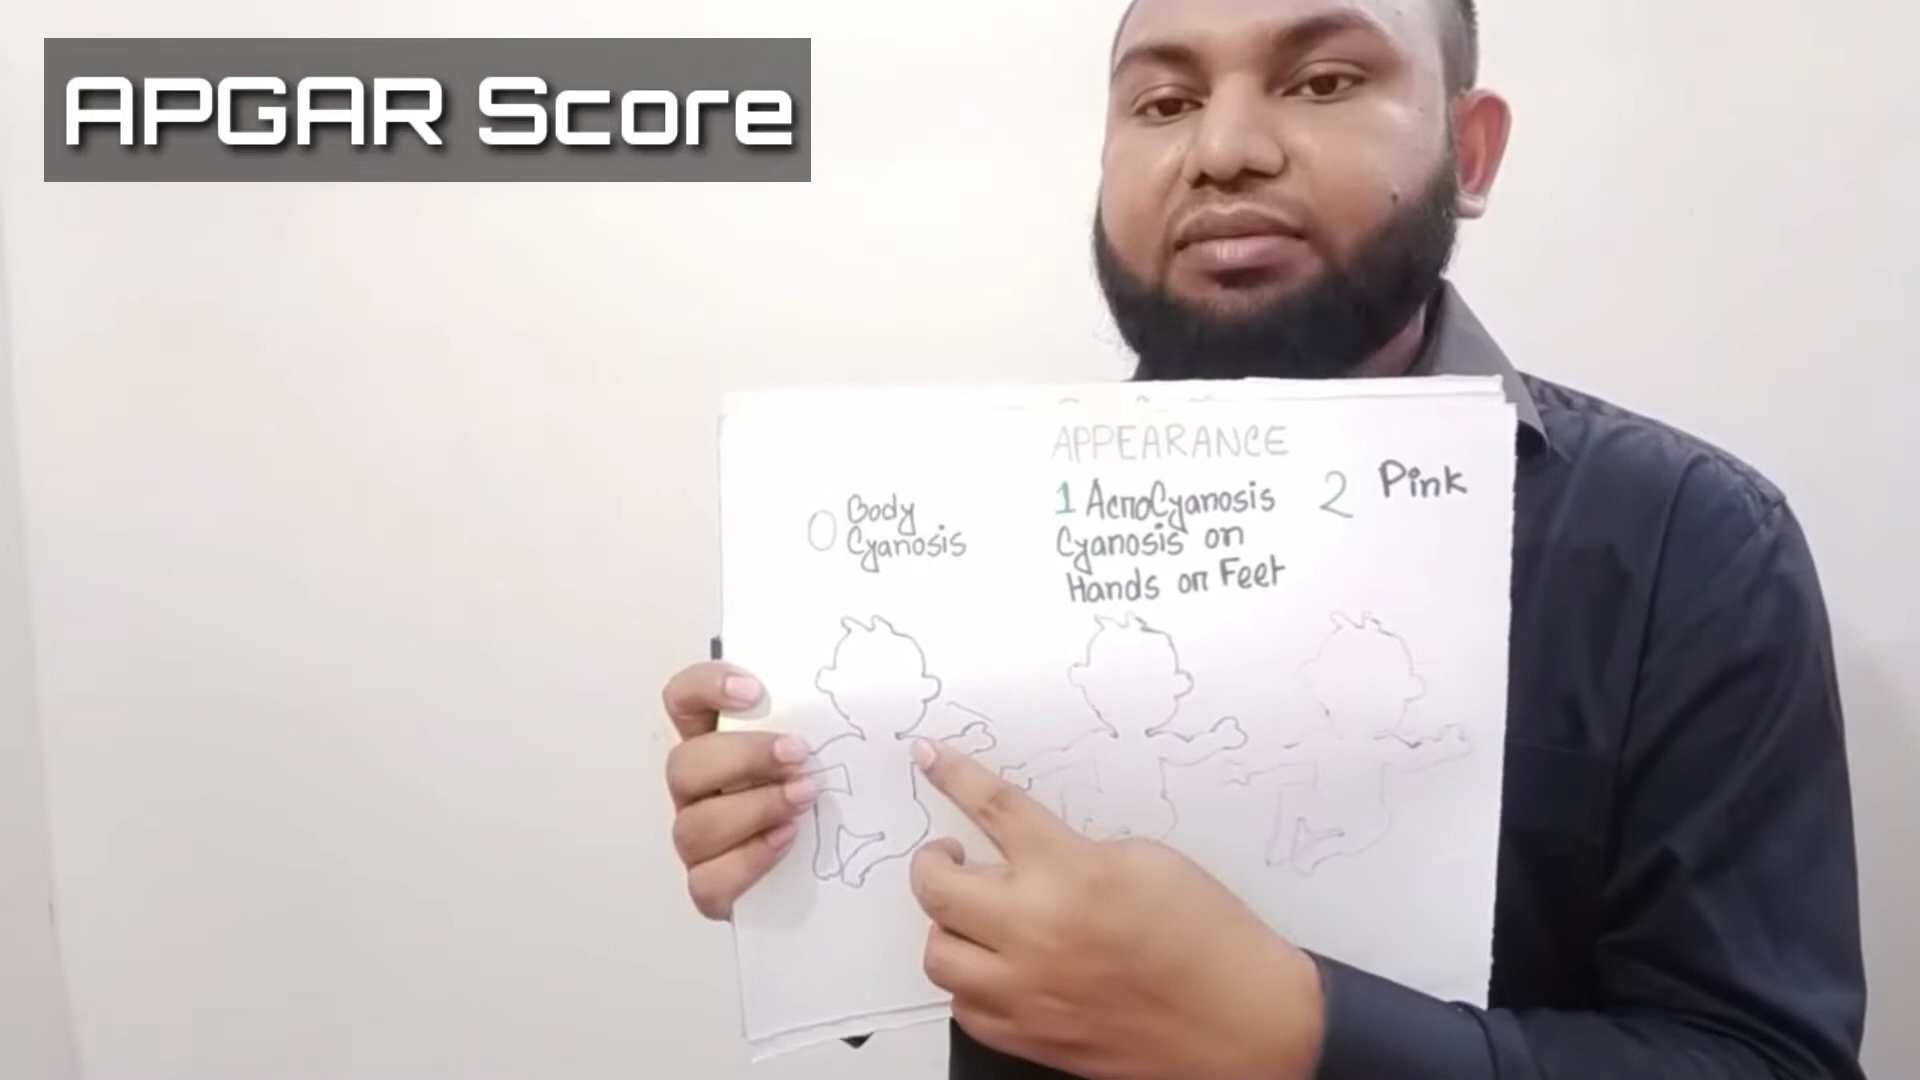 APGAR Score
APPEARANCE
0 Body
Cyanosis
1 AcroCyanosis
Cyanosis on
Hands or Feet
2 Pink